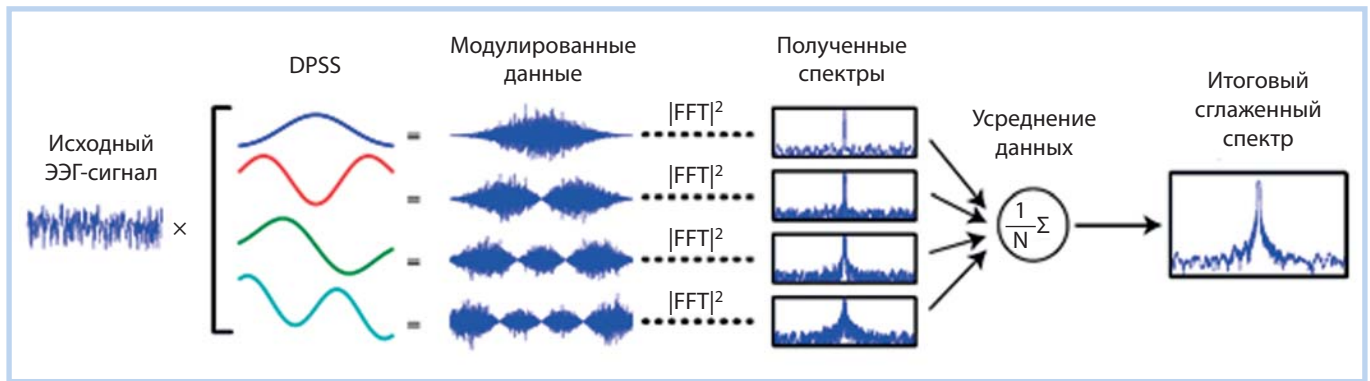 DPSS
Модулированные
данные
Полученные
спектры
Итоговый
сглаженный
спектр
Исходный
ЭЭГ-сигнал
×
=
=
=
=
|FFT|²
|FFT|²
|FFT|²
|FFT|²
Усреднение
данных
1
N Σ